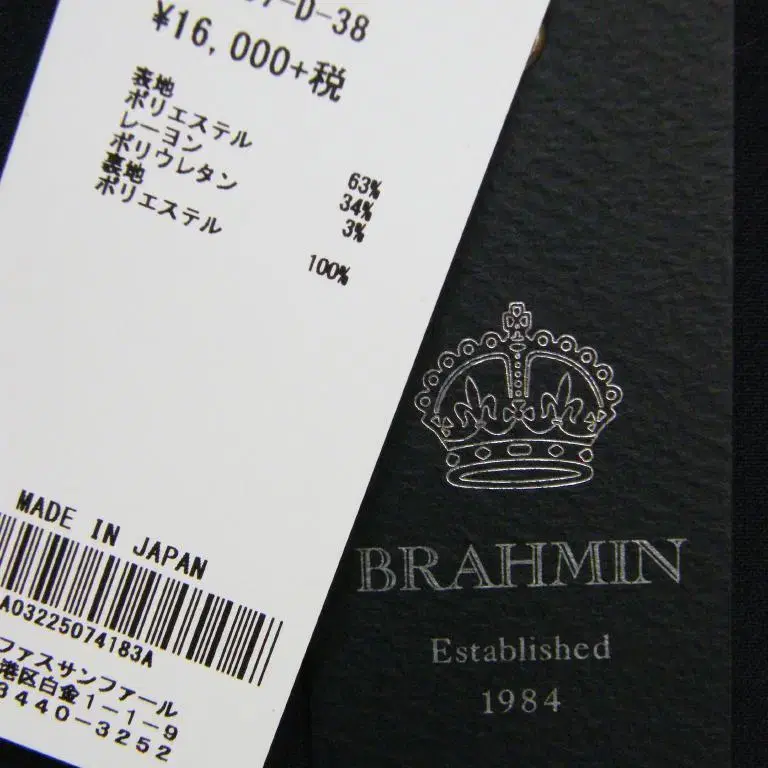 7-D-38
¥16,000+税
表地
ポリエステル 63%
レーヨン 34%
ポリウレタン 3%
裏地
ポリエステル 100%
MADE IN JAPAN
A03225074183A
ファスサンファール
港区白金1-1-9
3440-3252
BRAHMIN
Established
1984